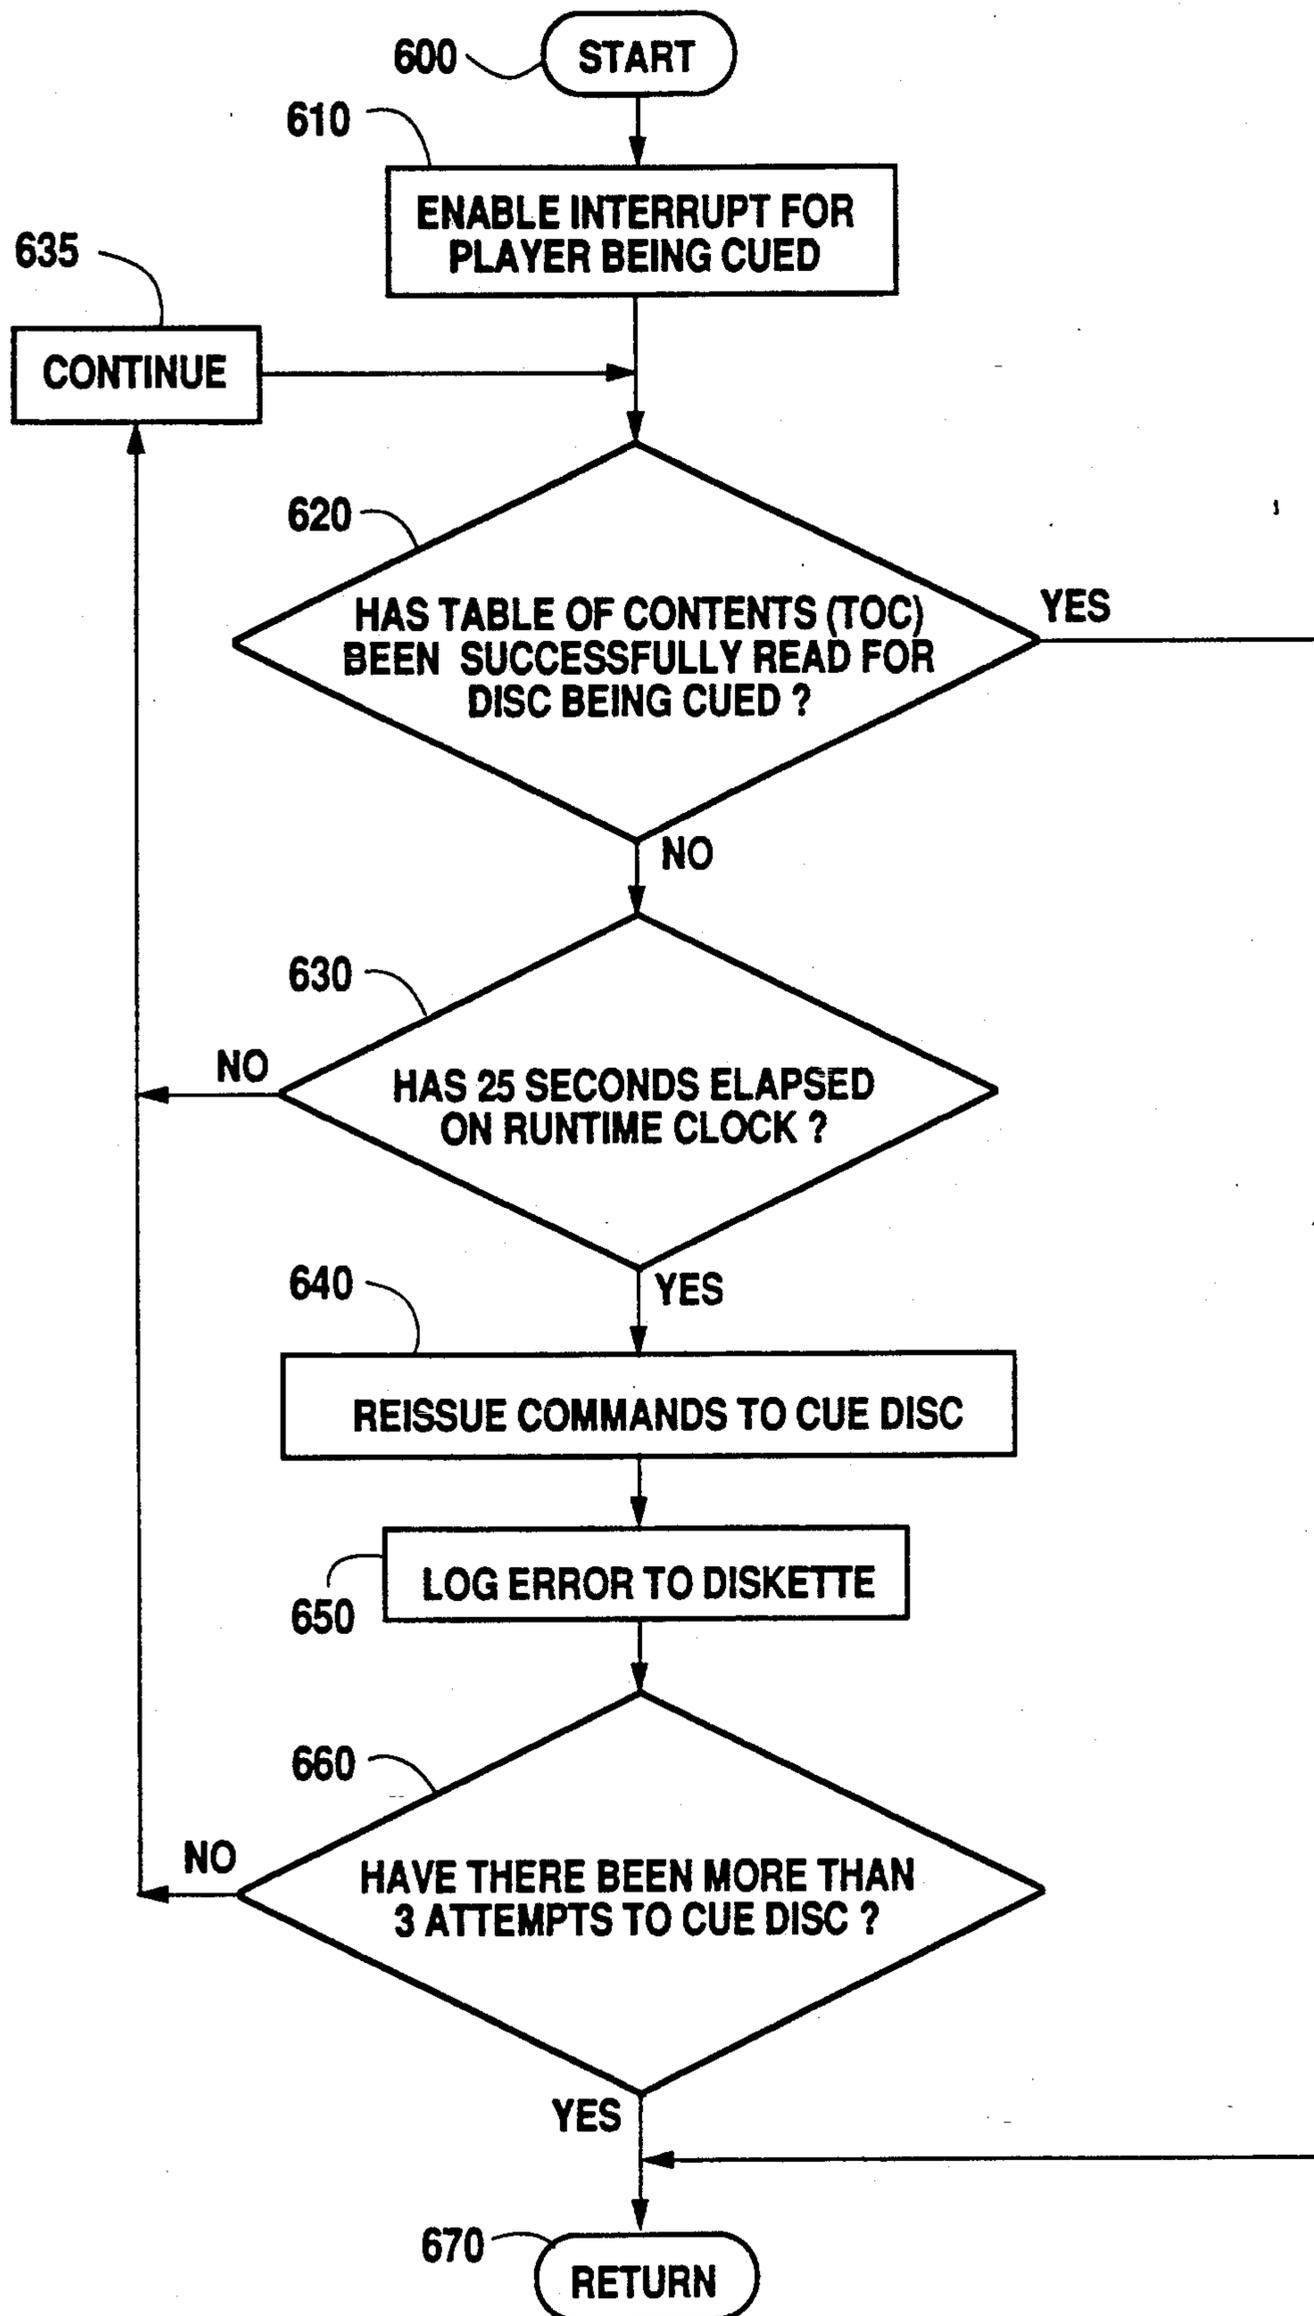 600
START
610
ENABLE INTERRUPT FOR
PLAYER BEING CUED
635
CONTINUE
620
HAS TABLE OF CONTENTS (TOC)
BEEN SUCCESSFULLY READ FOR
DISC BEING CUED ?
YES
NO
630
NO
HAS 25 SECONDS ELAPSED
ON RUNTIME CLOCK ?
640
YES
REISSUE COMMANDS TO CUE DISC
LOG ERROR TO DISKETTE
650
660
NO
HAVE THERE BEEN MORE THAN
3 ATTEMPTS TO CUE DISC ?
YES
670
RETURN